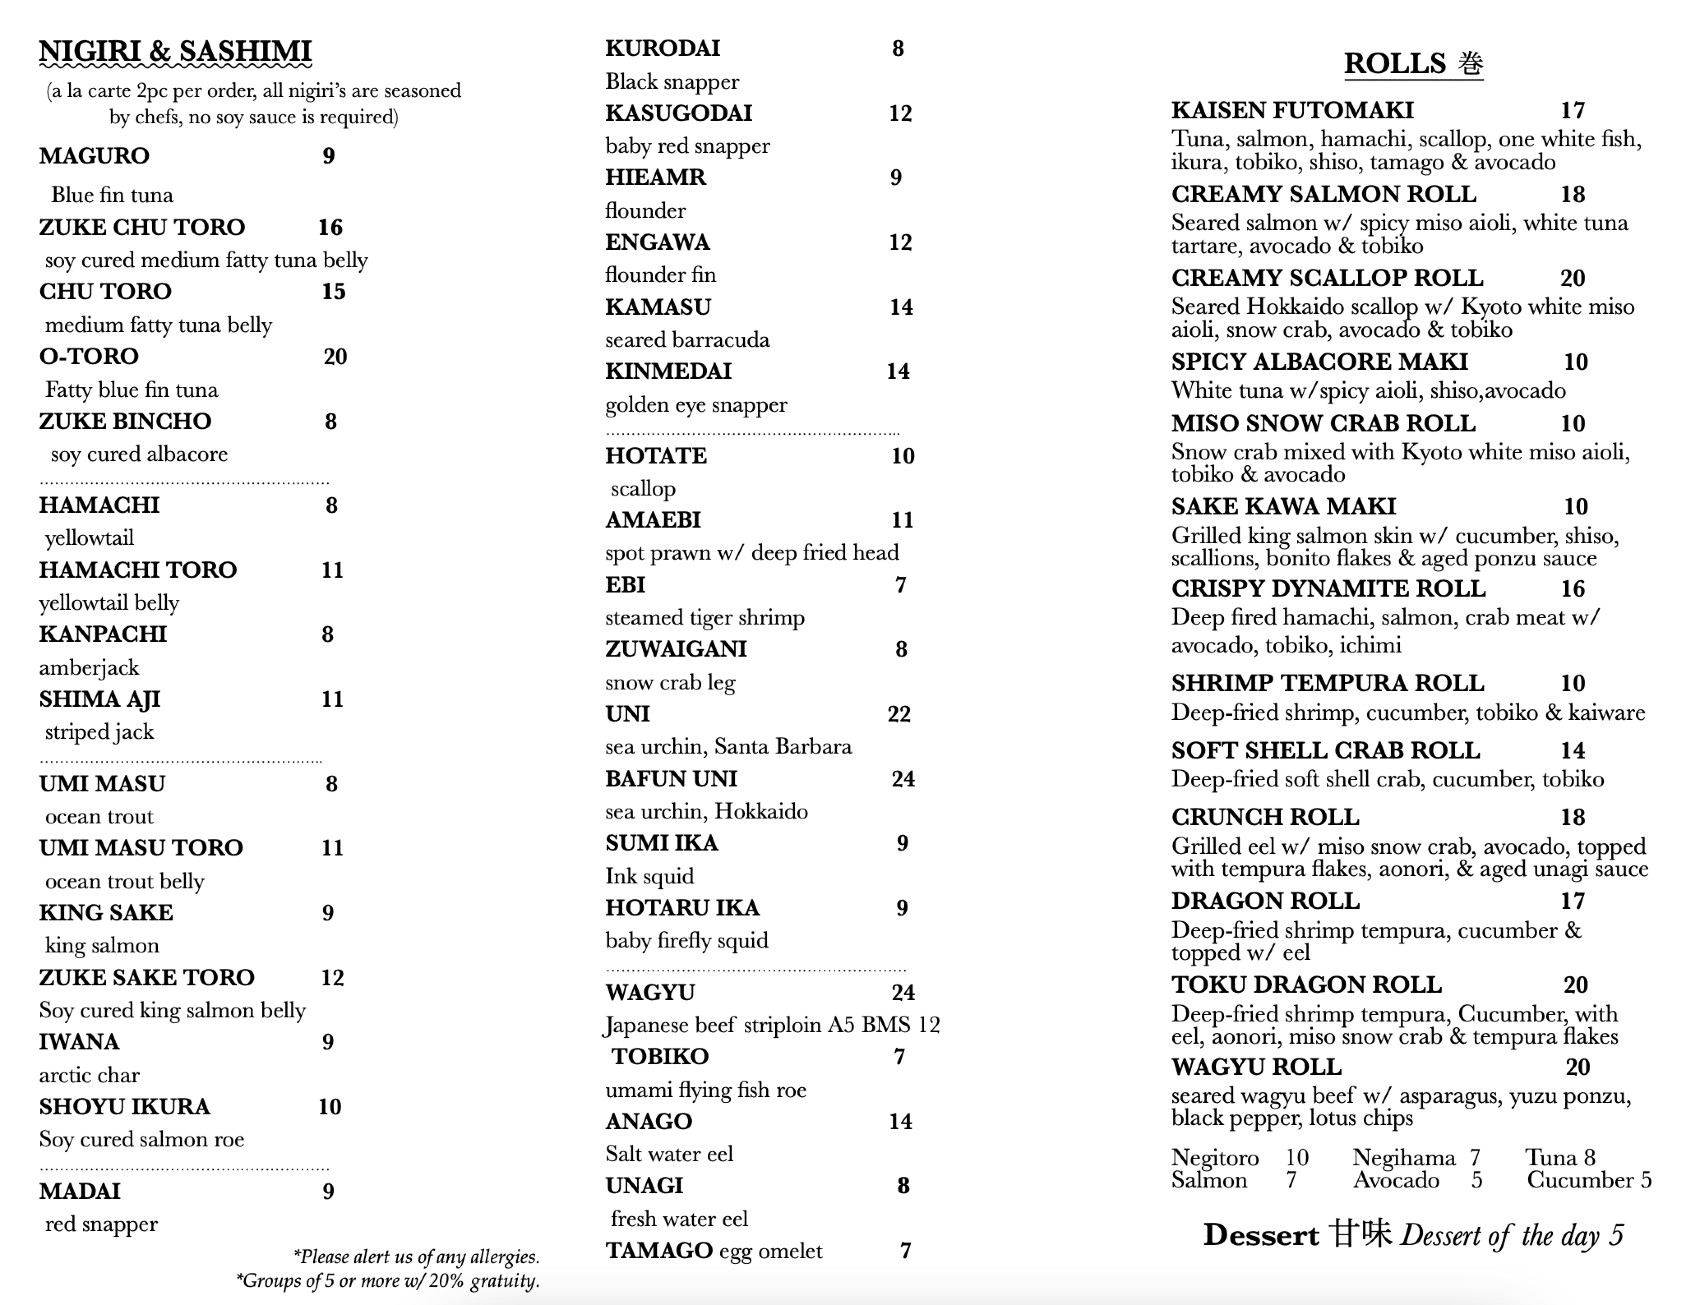 NIGIRI & SASHIMI
(a la carte 2pc per order, all nigiri's are seasoned
by chefs, no soy sauce is required)
MAGURO 9
Blue fin tuna
ZUKE CHU TORO 16
soy cured medium fatty tuna belly
CHU TORO 15
medium fatty tuna belly
O-TORO 20
Fatty blue fin tuna
ZUKE BINCHO 8
soy cured albacore
HAMACHI 8
yellowtail
HAMACHI TORO 11
yellowtail belly
KANPACHI 8
amberjack
SHIMA AJI 11
striped jack
UMI MASU 8
ocean trout
UMI MASU TORO 11
ocean trout belly
KING SAKE 9
king salmon
ZUKE SAKE TORO 12
Soy cured king salmon belly
IWANA 9
arctic char
SHOYU IKURA 10
Soy cured salmon roe
MADAI 9
red snapper
*Please alert us of any allergies.
*Groups of 5 or more w/ 20% gratuity.
KURODAI 8
Black snapper
KASUGODAI 12
baby red snapper
HIEAMR 9
flounder
ENGAWA 12
flounder fin
KAMASU 14
seared barracuda
KINMEDAI 14
golden eye snapper
HOTATE 10
scallop
AMAEBI 11
spot prawn w/ deep fried head
EBI 7
steamed tiger shrimp
ZUWAIGANI 8
snow crab leg
UNI 22
sea urchin, Santa Barbara
BAFUN UNI 24
sea urchin, Hokkaido
SUMI IKA 9
Ink squid
HOTARU IKA 9
baby firefly squid
WAGYU 24
Japanese beef striploin A5 BMS 12
TOBIKO 7
umami flying fish roe
ANAGO 14
Salt water eel
UNAGI 8
fresh water eel
TAMAGO egg omelet 7
ROLLS 巻
KAISEN FUTOMAKI 17
Tuna, salmon, hamachi, scallop, one white fish,
ikura, tobiko, shiso, tamago & avocado
CREAMY SALMON ROLL 18
Seared salmon w/ spicy miso aioli, white tuna
tartare, avocado & tobiko
CREAMY SCALLOP ROLL 20
Seared Hokkaido scallop w/ Kyoto white miso
aioli, snow crab, avocado & tobiko
SPICY ALBACORE MAKI 10
White tuna w/spicy aioli, shiso,avocado
MISO SNOW CRAB ROLL 10
Snow crab mixed with Kyoto white miso aioli,
tobiko & avocado
SAKE KAWA MAKI 10
Grilled king salmon skin w/ cucumber, shiso,
scallions, bonito flakes & aged ponzu sauce
CRISPY DYNAMITE ROLL 16
Deep fired hamachi, salmon, crab meat w/
avocado, tobiko, ichimi
SHRIMP TEMPURA ROLL 10
Deep-fried shrimp, cucumber, tobiko & kaiware
SOFT SHELL CRAB ROLL 14
Deep-fried soft shell crab, cucumber, tobiko
CRUNCH ROLL 18
Grilled eel w/ miso snow crab, avocado, topped
with tempura flakes, aonori, & aged unagi sauce
DRAGON ROLL 17
Deep-fried shrimp tempura, cucumber &
topped w/ eel
TOKU DRAGON ROLL 20
Deep-fried shrimp tempura, Cucumber, with
eel, aonori, miso snow crab & tempura flakes
WAGYU ROLL 20
seared wagyu beef w/ asparagus, yuzu ponzu,
black pepper, lotus chips
Negitoro 10 Negihama 7 Tuna 8
Salmon 7 Avocado 5 Cucumber 5
Dessert 甘味 Dessert of the day 5